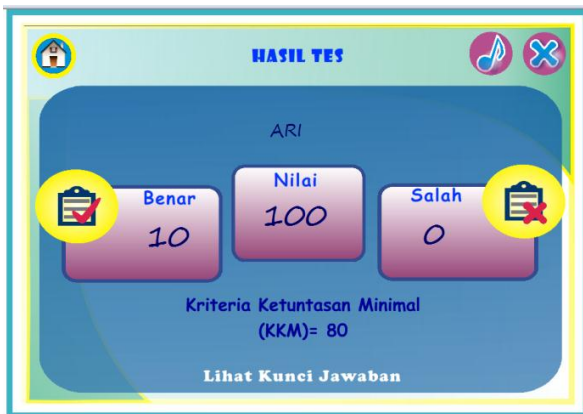 HASIL TES
ARI
Benar
10
Nilai
100
Salah
0
Kriteria Ketuntasan Minimal
(KKM)= 80
Lihat Kunci Jawaban